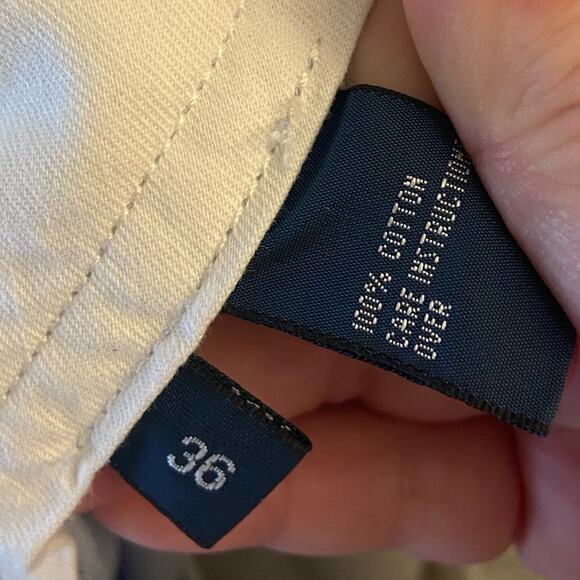 100% COTTON
CARE INSTRUCTIONS
OVER
36